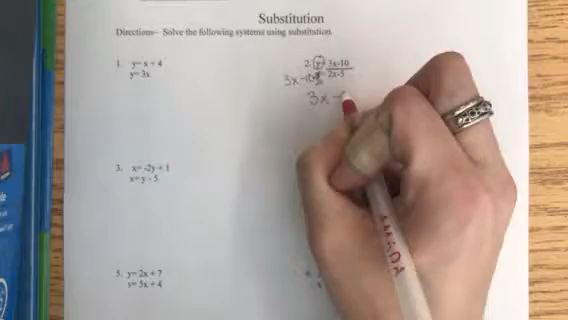 Substitution
Directions- Solve the following systems using substitution.
1. y= x + 4
y= 3x
2. y= 3x-10
2x-5
3x
3x -
3. x= -2y + 1
x= y - 5
5. y= 2x + 7
y= 5x + 4
AMADA